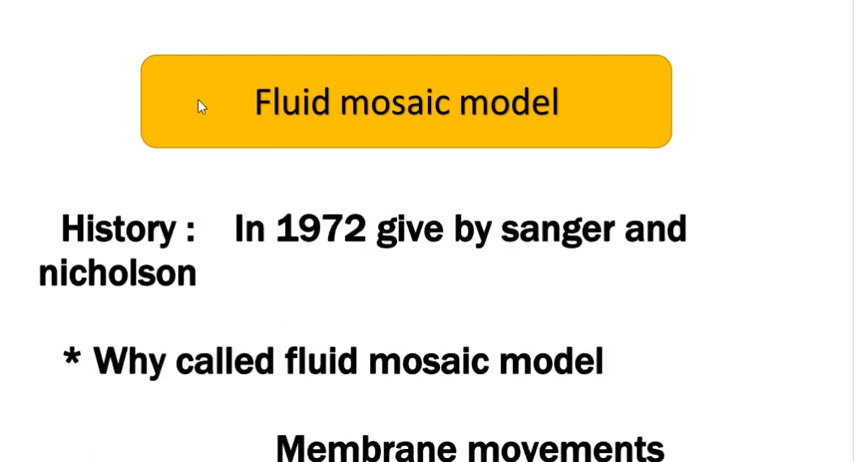 Fluid mosaic model
History : In 1972 give by sanger and
nicholson
* Why called fluid mosaic model
Membrane movements